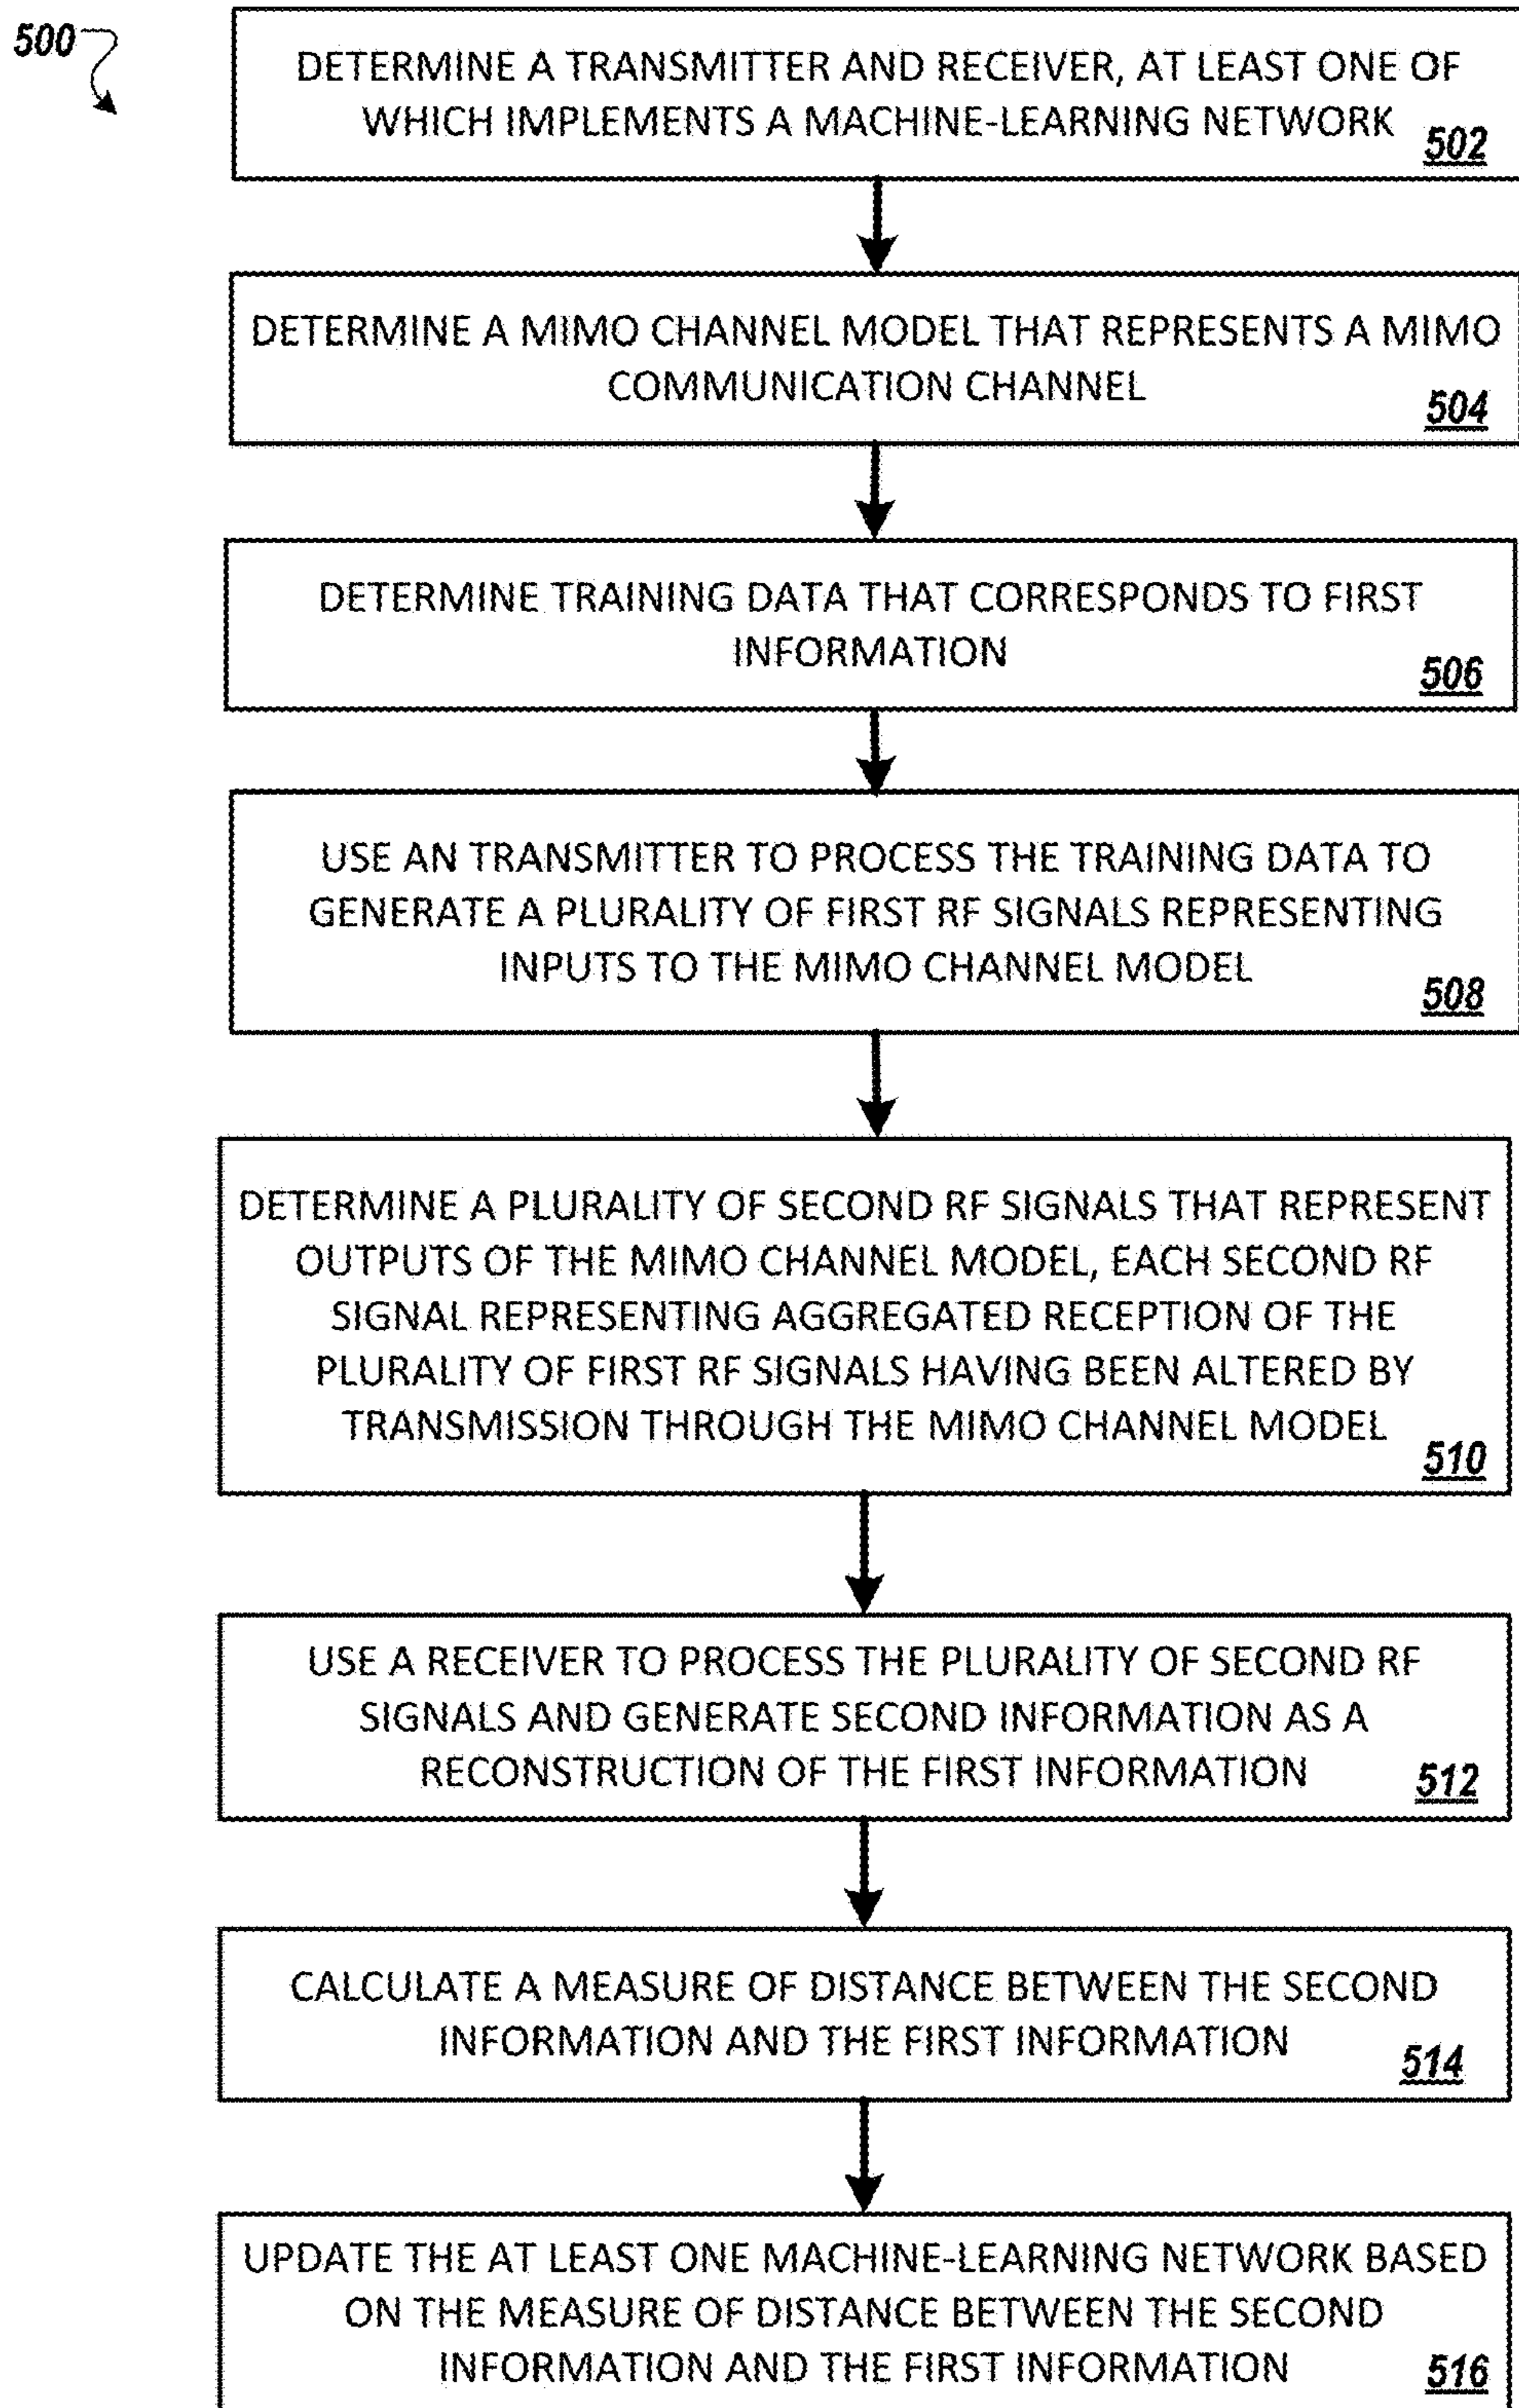 500
DETERMINE A TRANSMITTER AND RECEIVER, AT LEAST ONE OF
WHICH IMPLEMENTS A MACHINE-LEARNING NETWORK
502
DETERMINE A MIMO CHANNEL MODEL THAT REPRESENTS A MIMO
COMMUNICATION CHANNEL
504
DETERMINE TRAINING DATA THAT CORRESPONDS TO FIRST
INFORMATION
506
USE AN TRANSMITTER TO PROCESS THE TRAINING DATA TO
GENERATE A PLURALITY OF FIRST RF SIGNALS REPRESENTING
INPUTS TO THE MIMO CHANNEL MODEL
508
DETERMINE A PLURALITY OF SECOND RF SIGNALS THAT REPRESENT
OUTPUTS OF THE MIMO CHANNEL MODEL, EACH SECOND RF
SIGNAL REPRESENTING AGGREGATED RECEPTION OF THE
PLURALITY OF FIRST RF SIGNALS HAVING BEEN ALTERED BY
TRANSMISSION THROUGH THE MIMO CHANNEL MODEL
510
USE A RECEIVER TO PROCESS THE PLURALITY OF SECOND RF
SIGNALS AND GENERATE SECOND INFORMATION AS A
RECONSTRUCTION OF THE FIRST INFORMATION
512
CALCULATE A MEASURE OF DISTANCE BETWEEN THE SECOND
INFORMATION AND THE FIRST INFORMATION
514
UPDATE THE AT LEAST ONE MACHINE-LEARNING NETWORK BASED
ON THE MEASURE OF DISTANCE BETWEEN THE SECOND
INFORMATION AND THE FIRST INFORMATION
516